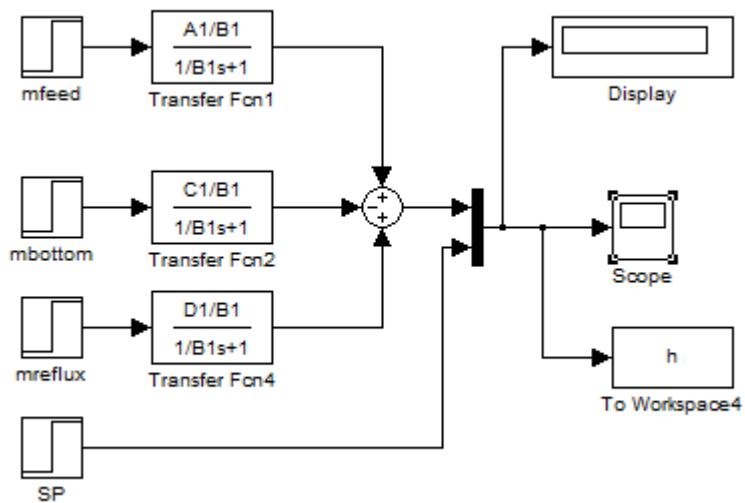 A1/B1
1/B1s+1
mfeed
Transfer Fcn1
Display
C1/B1
1/B1s+1
mbottom
Transfer Fcn2
+
−
+
Scope
D1/B1
1/B1s+1
mreflux
Transfer Fcn4
h
To Workspace4
SP